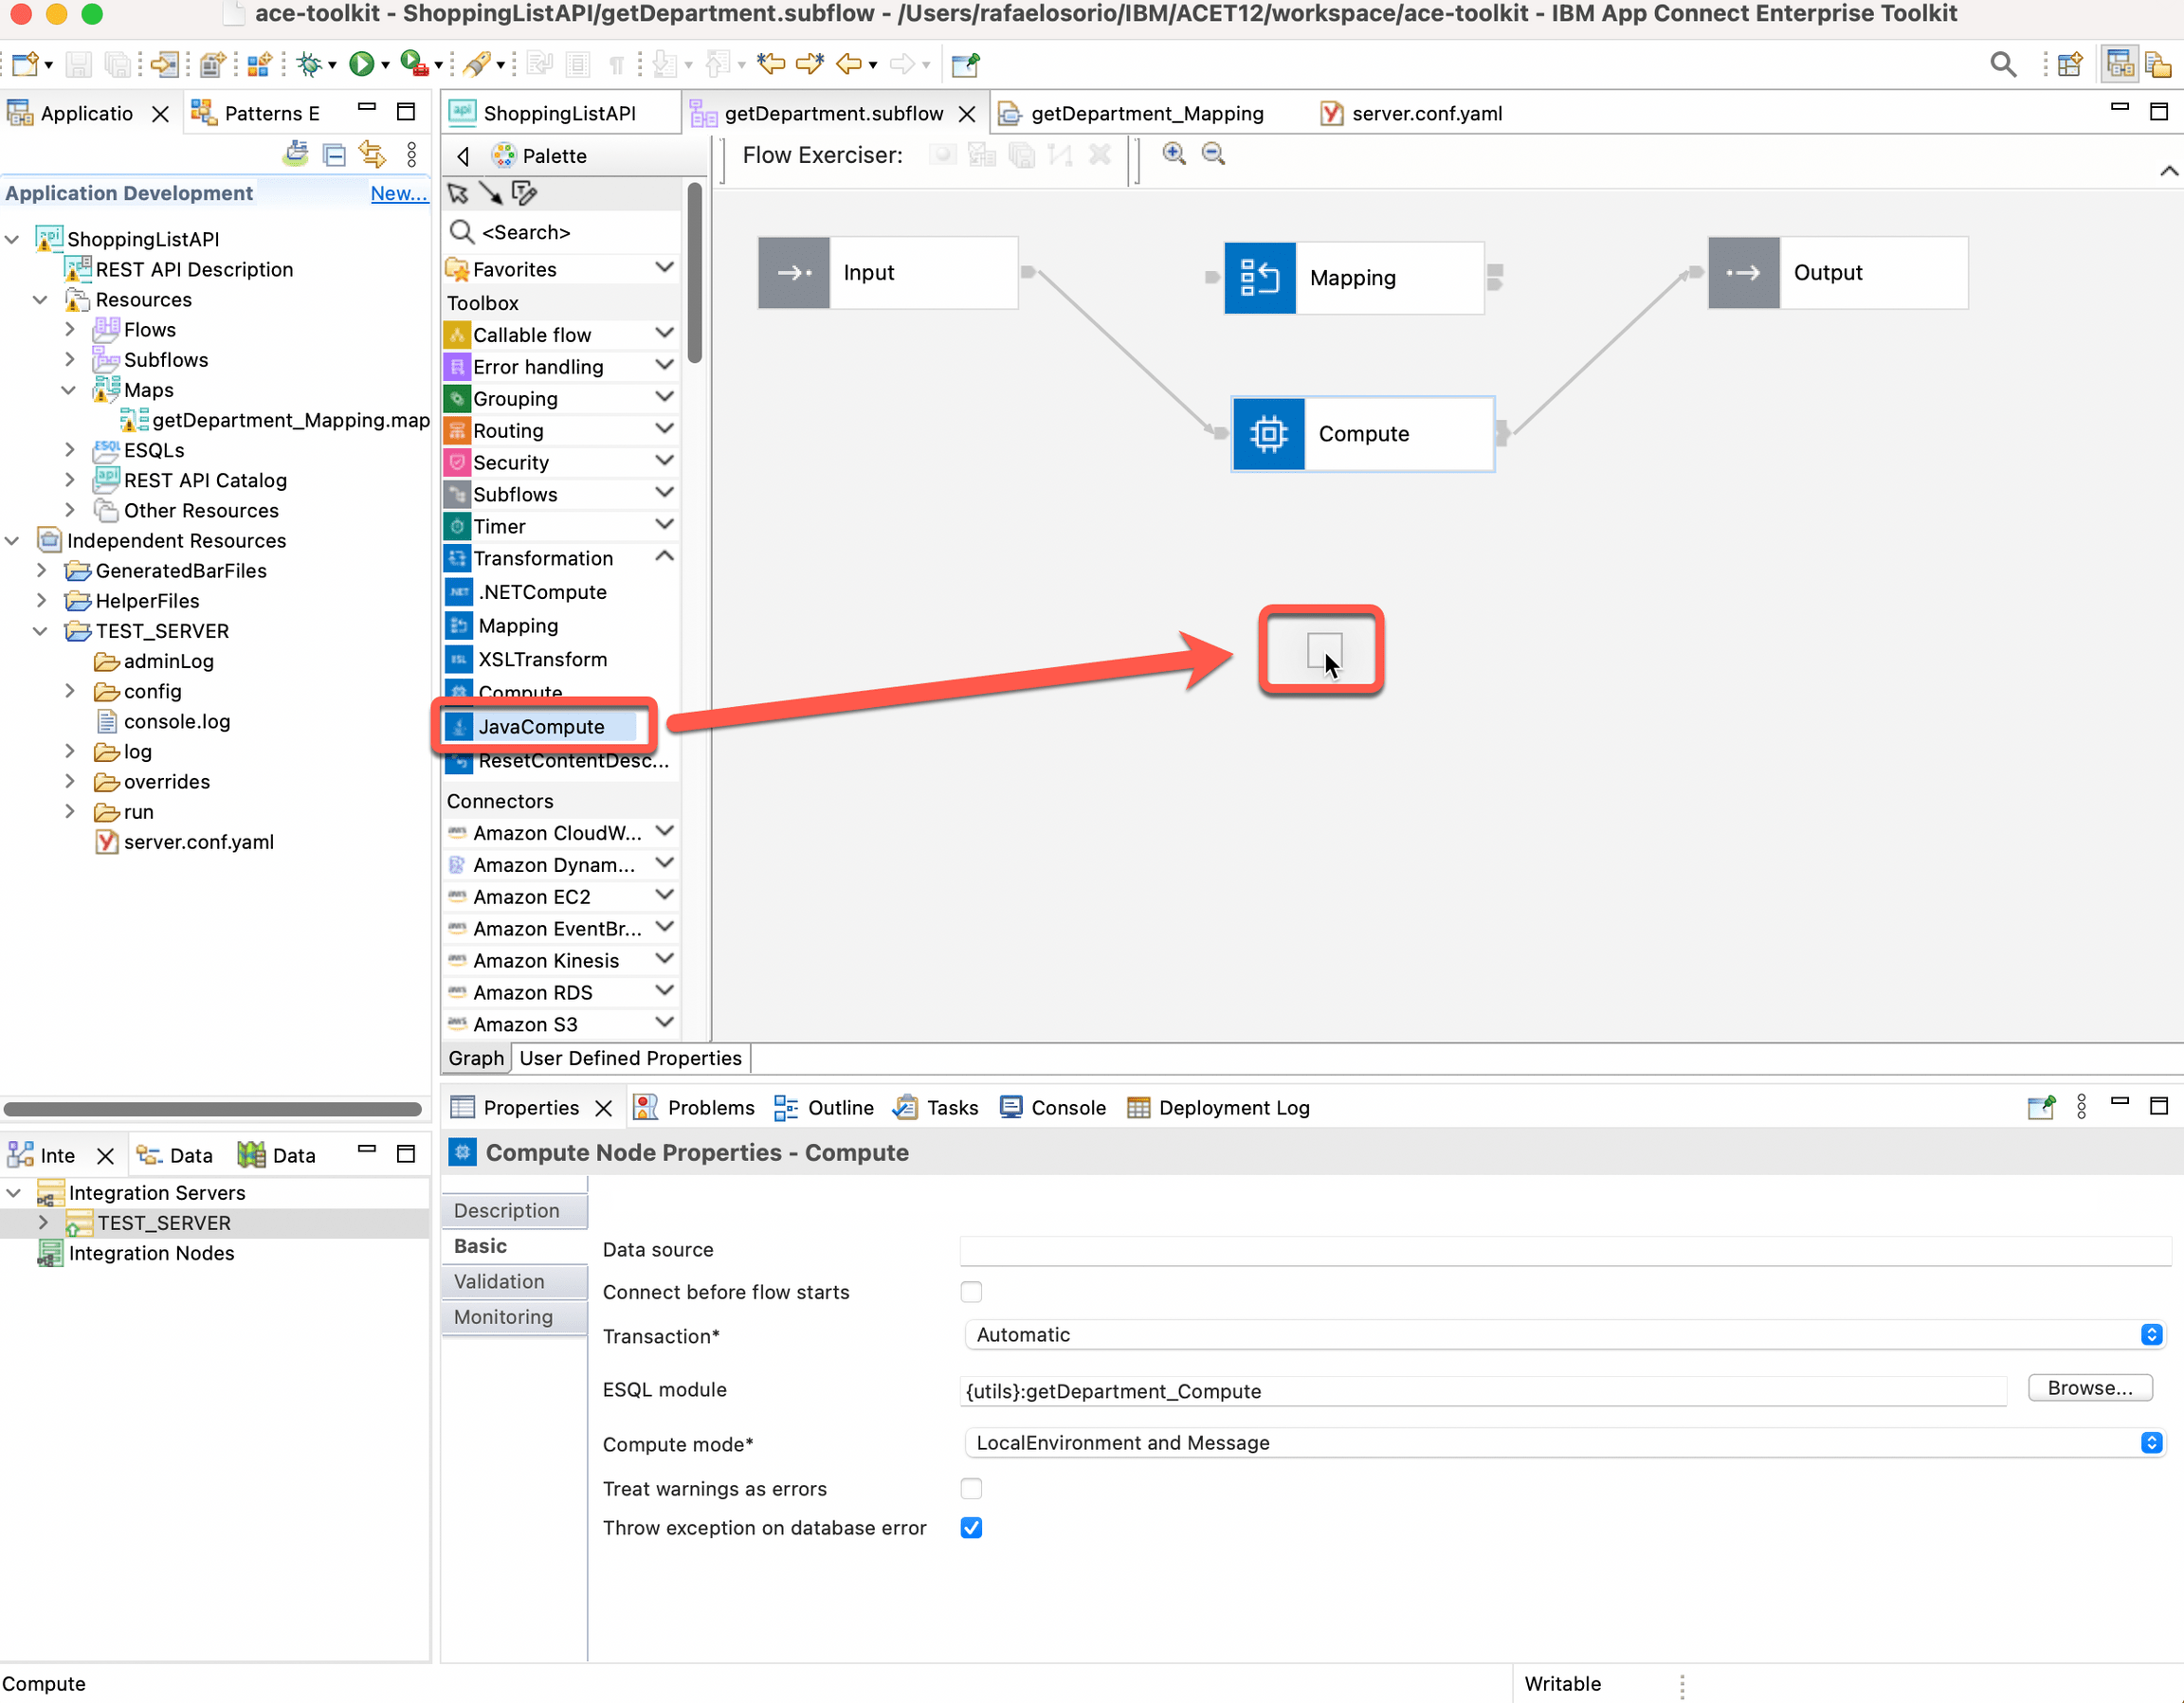 ace-toolkit - ShoppingListAPI/getDepartment.subflow - /Users/rafaelosorio/IBM/ACET12/workspace/ace-toolkit - IBM App Connect Enterprise Toolkit
Applicatio
Patterns E
Application Development
New...
ShoppingListAPI
REST API Description
Resources
Flows
Subflows
Maps
getDepartment_Mapping.map
ESQLs
REST API Catalog
Other Resources
Independent Resources
GeneratedBarFiles
HelperFiles
TEST_SERVER
adminLog
config
console.log
log
overrides
run
server.conf.yaml
Inte
Data
Data
Integration Servers
TEST_SERVER
Integration Nodes
ShoppingListAPI
getDepartment.subflow
getDepartment_Mapping
server.conf.yaml
Palette
<Search>
Favorites
Toolbox
Callable flow
Error handling
Grouping
Routing
Security
Subflows
Timer
Transformation
.NETCompute
Mapping
XSLTransform
Compute
JavaCompute
ResetContentDesc...
Connectors
Amazon CloudW...
Amazon Dynam...
Amazon EC2
Amazon EventBr...
Amazon Kinesis
Amazon RDS
Amazon S3
Flow Exerciser:
Input
Mapping
Output
Compute
Graph
User Defined Properties
Properties
Problems
Outline
Tasks
Console
Deployment Log
Compute Node Properties - Compute
Description
Basic
Validation
Monitoring
Data source
Connect before flow starts
Transaction*
Automatic
ESQL module
{utils}:getDepartment_Compute
Browse...
Compute mode*
LocalEnvironment and Message
Treat warnings as errors
Throw exception on database error
Compute
Writable